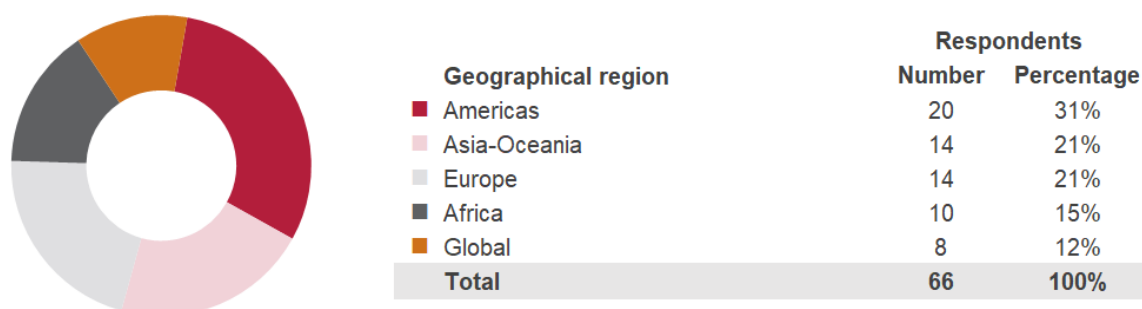 Respondents
Geographical region Number Percentage
Americas 20 31%
Asia-Oceania 14 21%
Europe 14 21%
Africa 10 15%
Global 8 12%
Total 66 100%